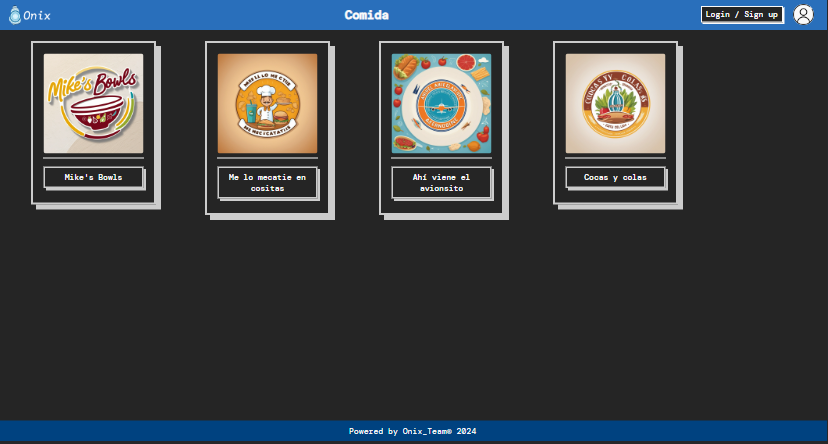 Onix
Comida
Login / Sign up
Mike's Bowls
Mike's Bowls
Me lo mecatie en
cositas
Ahí viene el
avionsito
Cocas y colas
Powered by Onix_Team® 2024